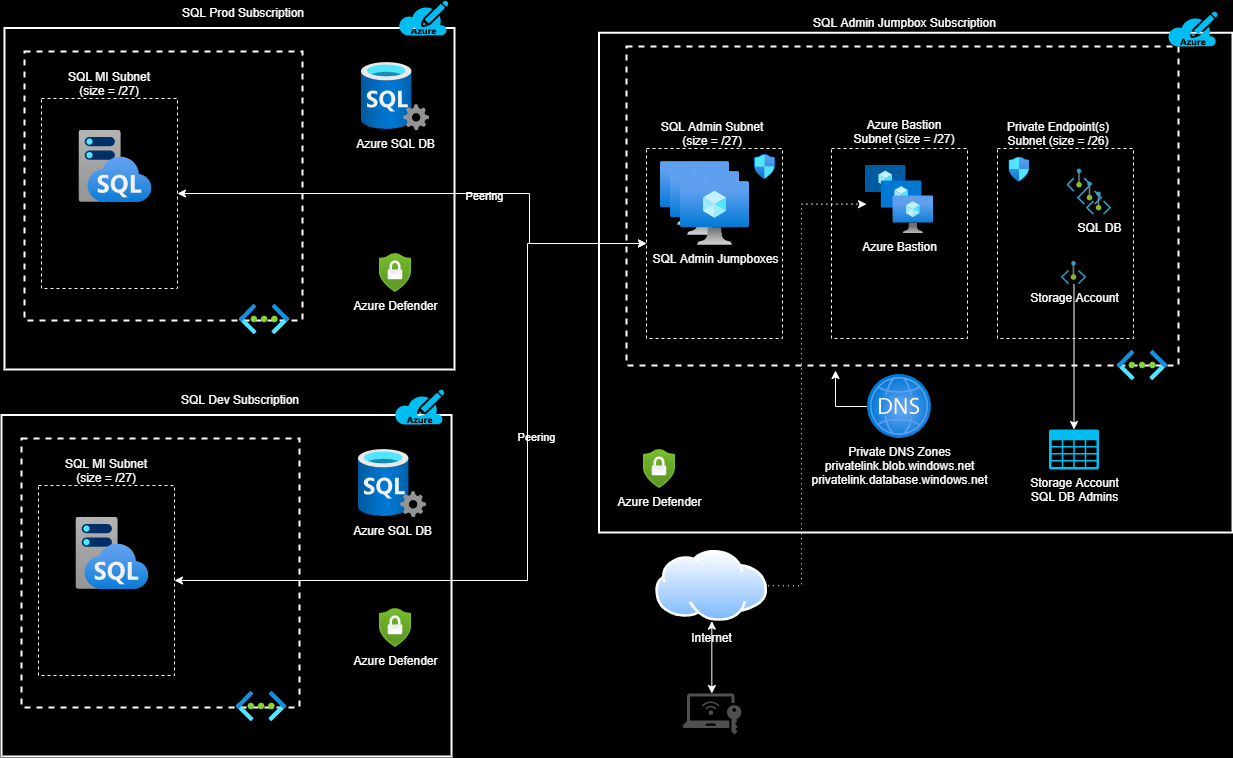 SQL Prod Subscription
Azure
SQL MI Subnet
(size = /27)
SQL
SQL
Azure SQL DB
Azure Defender
Peering
SQL Dev Subscription
Azure
SQL MI Subnet
(size = /27)
SQL
SQL
Azure SQL DB
Azure Defender
Peering
SQL Admin Jumpbox Subscription
Azure
SQL Admin Subnet
(size = /27)
SQL Admin Jumpboxes
Azure Bastion
Subnet (size = /27)
Azure Bastion
Private Endpoint(s)
Subnet (size = /26)
SQL DB
Storage Account
DNS
Private DNS Zones
privatelink.blob.windows.net
privatelink.database.windows.net
Azure Defender
Storage Account
SQL DB Admins
Internet